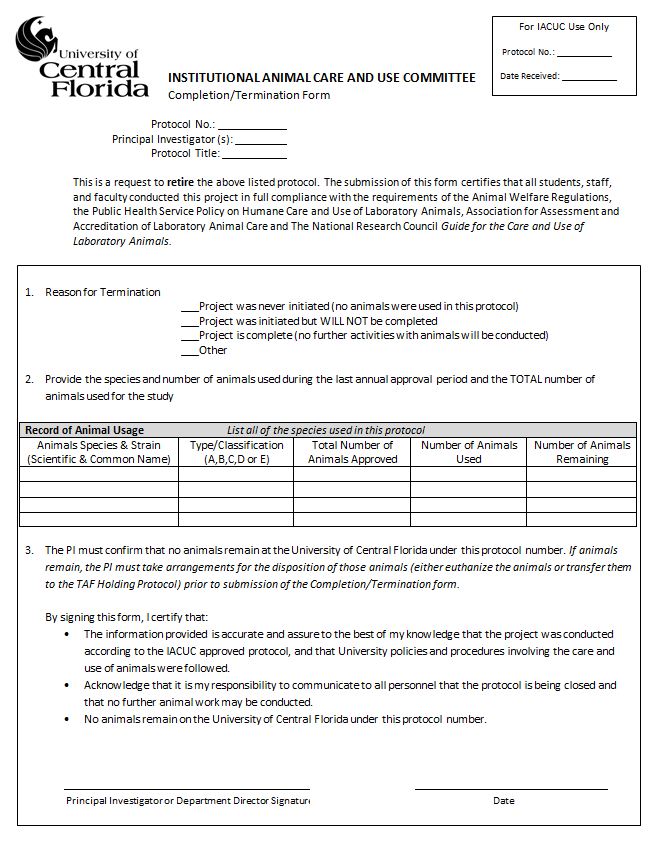 University of
Central
Florida
For IACUC Use Only
Protocol No.: ____________
Date Received: ____________
INSTITUTIONAL ANIMAL CARE AND USE COMMITTEE
Completion/Termination Form
Protocol No.: ____________
Principal Investigator (s): _________
Protocol Title: ____________
This is a request to retire the above listed protocol. The submission of this form certifies that all students, staff,
and faculty conducted this project in full compliance with the requirements of the Animal Welfare Regulations,
the Public Health Service Policy on Humane Care and Use of Laboratory Animals, Association for Assessment and
Accreditation of Laboratory Animal Care and The National Research Council Guide for the Care and Use of
Laboratory Animals.
1. Reason for Termination
___Project was never initiated (no animals were used in this protocol)
___Project was initiated but WILL NOT be completed
___Project is complete (no further activities with animals will be conducted)
___Other
2. Provide the species and number of animals used during the last annual approval period and the TOTAL number of
animals used for the study
Record of Animal Usage List all of the species used in this protocol
Animals Species & Strain
(Scientific & Common Name)
Type/Classification
(A,B,C,D or E)
Total Number of
Animals Approved
Number of Animals
Used
Number of Animals
Remaining
3. The PI must confirm that no animals remain at the University of Central Florida under this protocol number. If animals
remain, the PI must take arrangements for the disposition of those animals (either euthanize the animals or transfer them
to the TAF Holding Protocol) prior to submission of the Completion/Termination form.
By signing this form, I certify that:
• The information provided is accurate and assure to the best of my knowledge that the project was conducted
according to the IACUC approved protocol, and that University policies and procedures involving the care and
use of animals were followed.
• Acknowledge that it is my responsibility to communicate to all personnel that the protocol is being closed and
that no further animal work may be conducted.
• No animals remain on the University of Central Florida under this protocol number.
Principal Investigator or Department Director Signature
Date